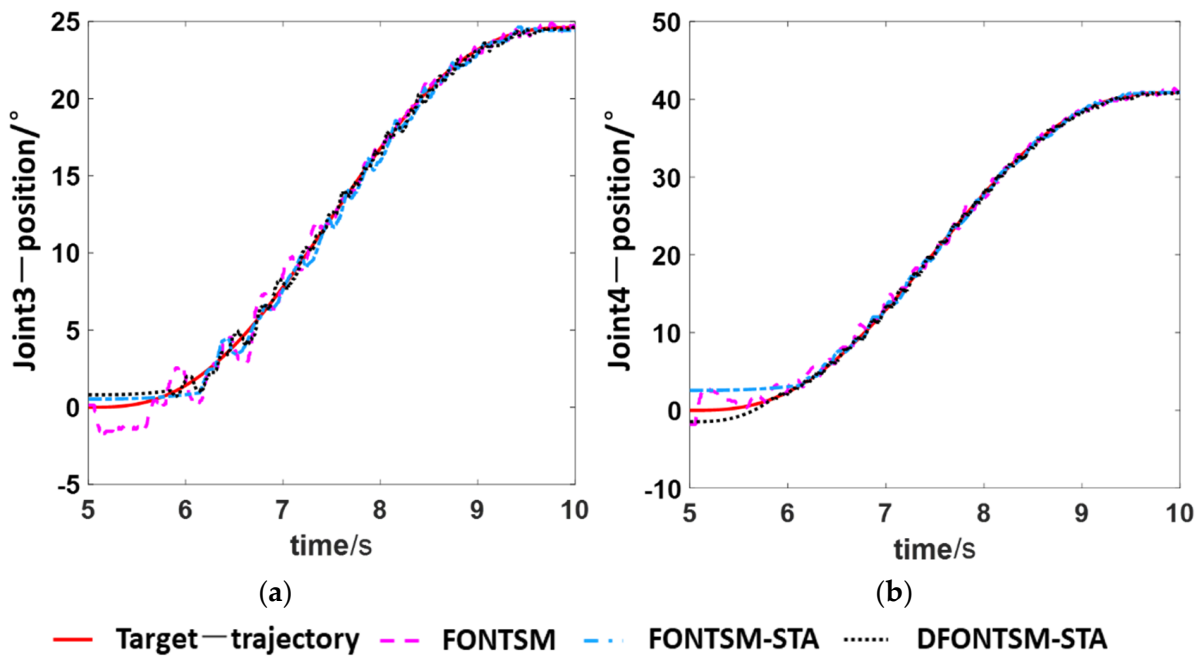 Joint3—position/°
25
20
15
10
5
0
-5
5 6 7 8 9 10
time/s
(a)
Joint4—position/°
50
40
30
20
10
0
-10
5 6 7 8 9 10
time/s
(b)
Target—trajectory FONTSM FONTSM-STA DFONTSM-STA